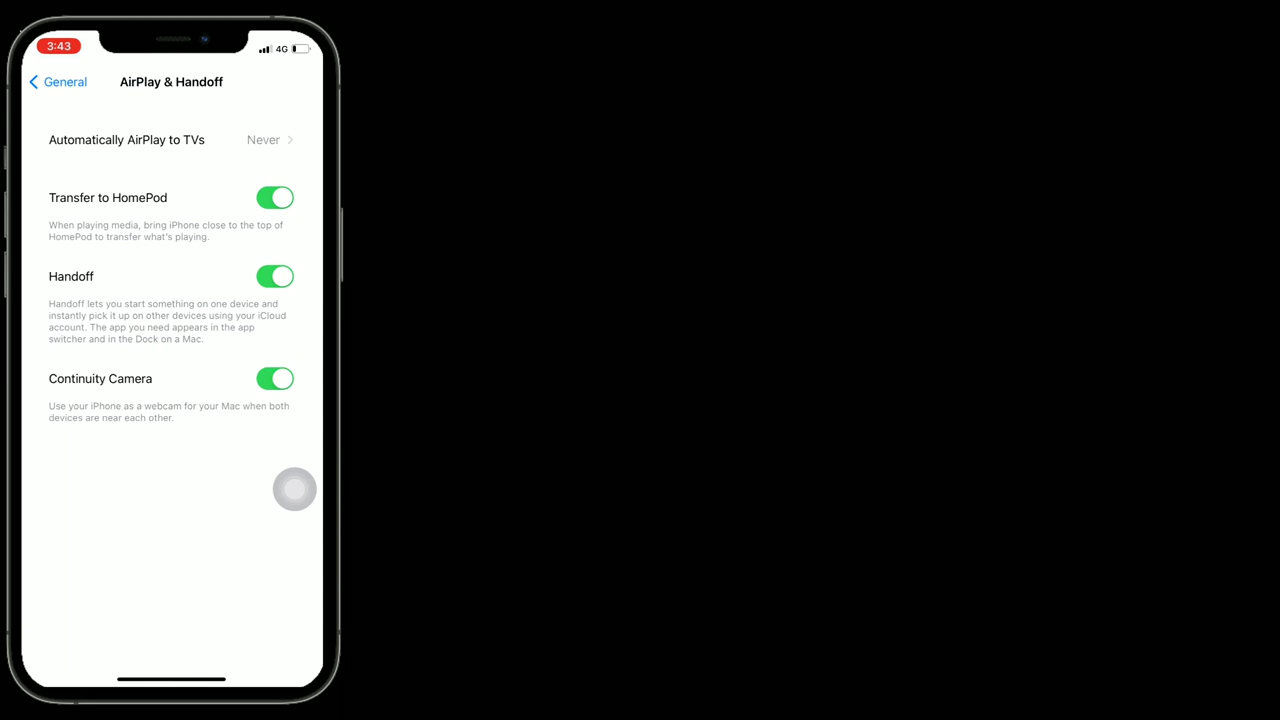 3:43
4G
General
AirPlay & Handoff
Automatically AirPlay to TVs
Never
Transfer to HomePod
When playing media, bring iPhone close to the top of
HomePod to transfer what's playing.
Handoff
Handoff lets you start something on one device and
instantly pick it up on other devices using your iCloud
account. The app you need appears in the app
switcher and in the Dock on a Mac.
Continuity Camera
Use your iPhone as a webcam for your Mac when both
devices are near each other.